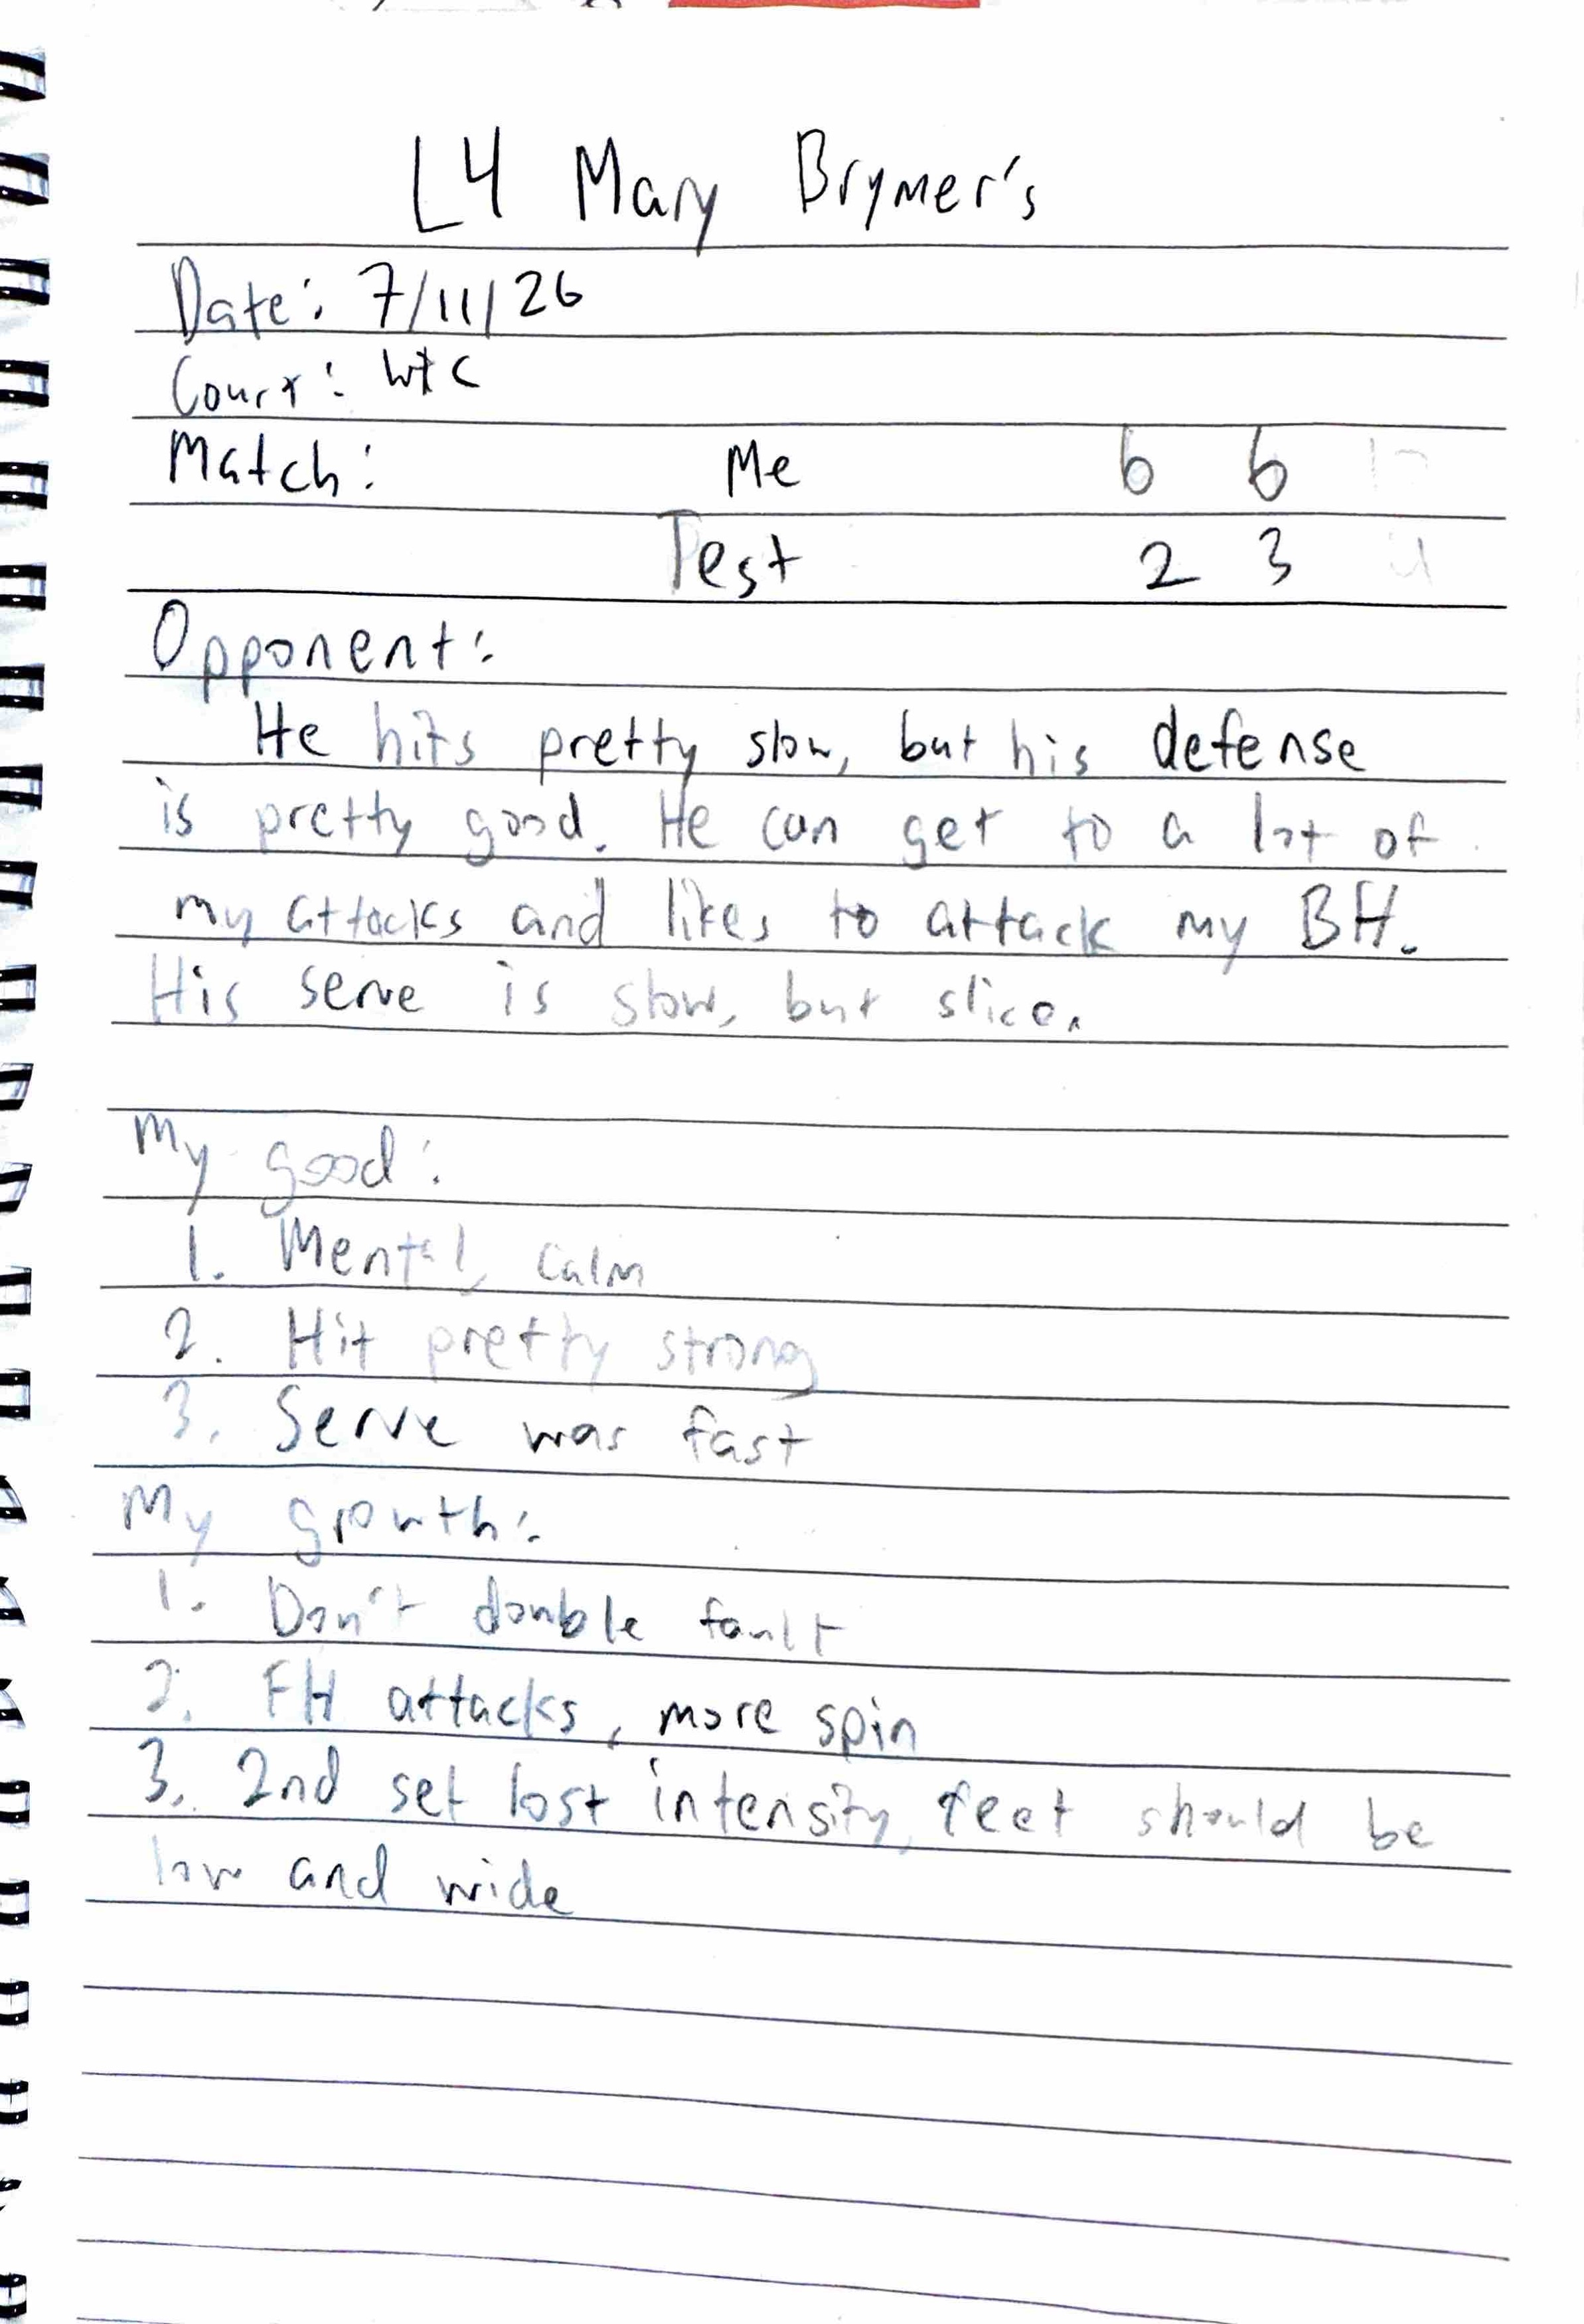 L4 Mary Brymer's
Date: 7/11/26
Court: WTC
Match: Me 6 6
Test 2 3
Opponent:
He hits pretty slow, but his defense
is pretty good. He can get to a lot of
my attacks and likes to attack my BH.
His serve is slow, but slice.
My good:
1. Mental, calm
2. Hit pretty strong
3. Serve was fast
My growth:
1. Don't double fault
2. FH attacks, more spin
3. 2nd set lost intensity, feet should be
low and wide